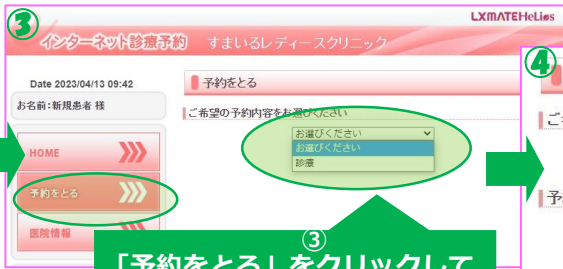 ③
LXMATEHeLiøs
インターネット診療予約 すまいるレディースクリニック
④
Date 2023/04/13 09:42
お名前:新規患者 様
予約をとる
ご希望の予約内容をお選びください
お選びください
お選びください
診療
HOME
予約をとる
医院情報
ご
予
③
「予約をとる」をクリックして